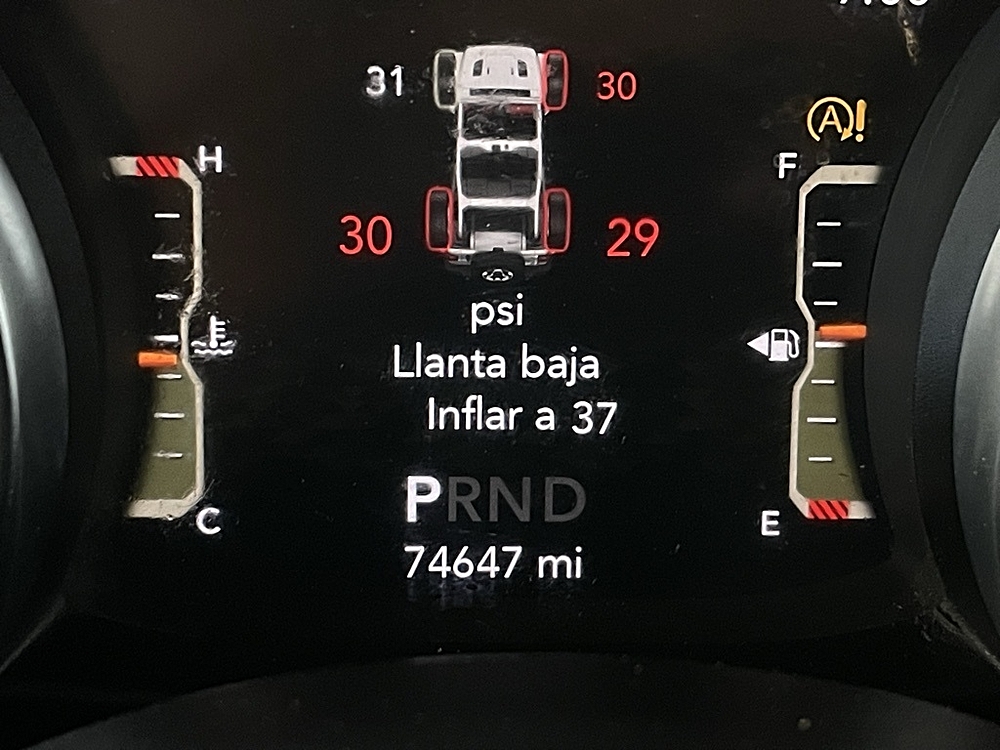 31 30
H F
A!
30 29
psi
Llanta baja
Inflar a 37
PRND
C E
74647 mi